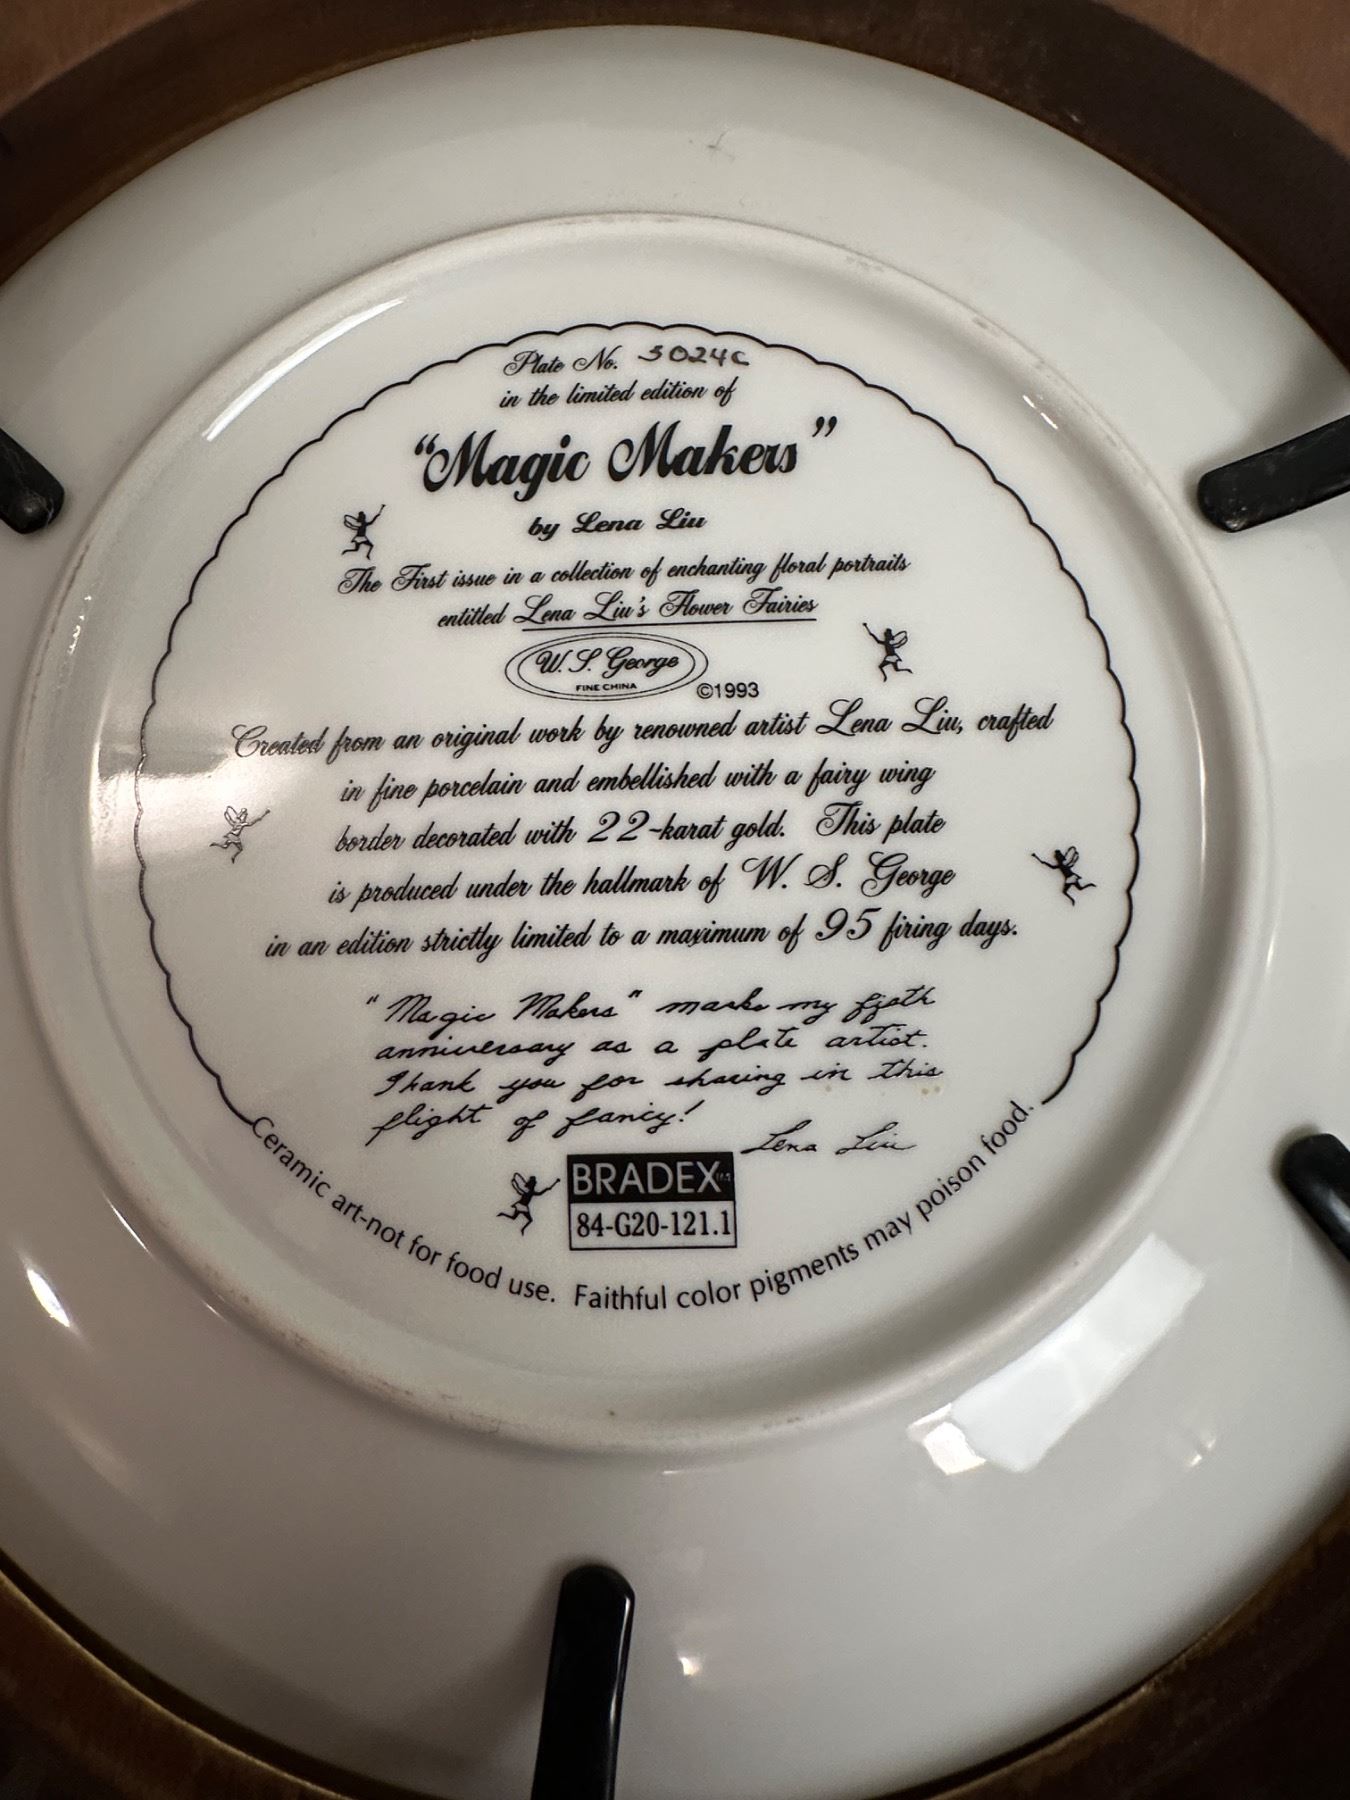 Plate No. 5024C
in the limited edition of
“Magic Makers”
by Lena Liu
The First issue in a collection of enchanting floral portraits
entitled Lena Liu's Flower Fairies
W. S. George
FINE CHINA
©1993
Created from an original work by renowned artist Lena Liu, crafted
in fine porcelain and embellished with a fairy wing
border decorated with 22-karat gold. This plate
is produced under the hallmark of W. S. George
in an edition strictly limited to a maximum of 95 firing days.
"Magic Makers" marks my fifth
anniversary as a plate artist.
Thank you for sharing in this
flight of fancy!
Lena Liu
BRADEX
84-G20-121.1
Ceramic art-not for food use. Faithful color pigments may poison food.